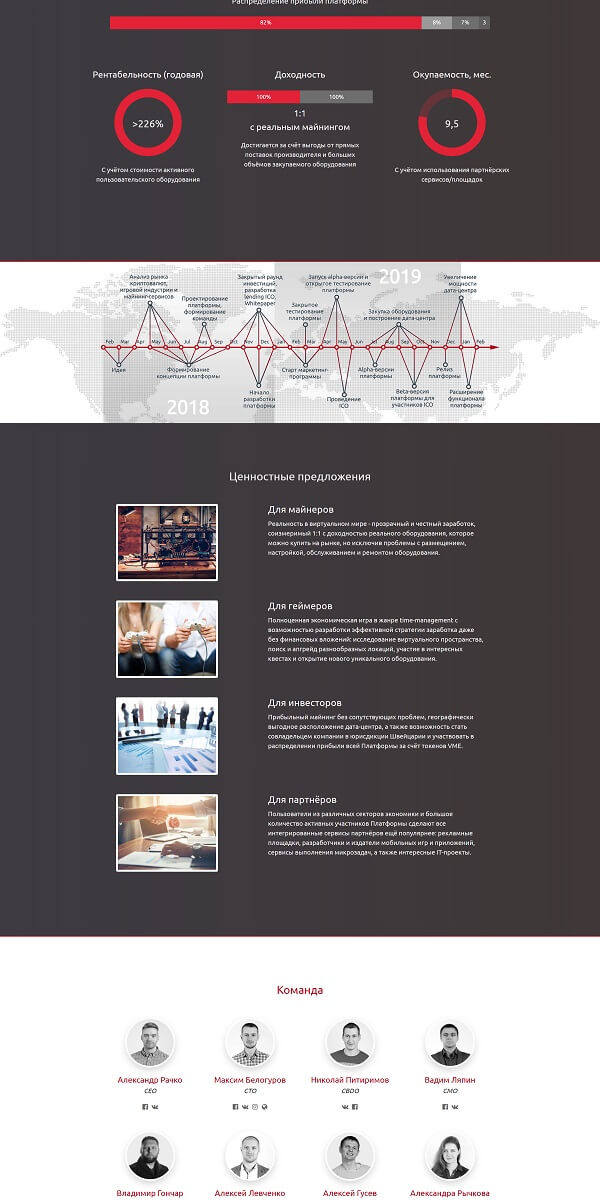 Распределение прибыли платформы
82%
8%
7%
3
Рентабельность (годовая)
Доходность
Окупаемость, мес.
>226%
100%
100%
9,5
1:1
с реальным майнингом
Достигается за счёт выгоды от прямых
поставок производителя и больших
объёмов закупаемого оборудования
С учётом стоимости активного
пользовательского оборудования
С учётом использования партнёрских
сервисов/площадок
2019
Анализ рынка
криптовалют,
игровой индустрии и
майнинг-сервисов
Проектирование
платформы,
формирование
команды
Закрытый раунд
инвестиций,
разработка
lending ICO,
Whitepaper
Закрытое
тестирование
платформы
Запуск alpha-версии и
открытое тестирование
платформы
Закупка оборудования
и построение дата-центра
Увеличение
мощности
дата-центра
Feb Mar Apr May Jun Jul Aug Sep Oct Nov Dec Jan Feb Mar Apr May Jun Jul Aug Sep Oct Nov Dec Jan Feb
Идея
Формирование
концепции платформы
Начало
разработки
платформы
Старт маркетинг-
программы
Проведение
ICO
Alpha-версии
платформы
Beta-версия
платформы для
участников ICO
Релиз
платформы
Расширение
функционала
платформы
2018
Ценностные предложения
Для майнеров
Реальность в виртуальном мире - прозрачный и честный заработок,
соизмеримый 1:1 с доходностью реального оборудования, которое
можно купить на рынке, но исключив проблемы с размещением,
настройкой, обслуживанием и ремонтом оборудования.
Для геймеров
Полноценная экономическая игра в жанре time-management с
возможностью разработки эффективной стратегии заработка даже
без финансовых вложений: исследование виртуального пространства,
поиск и апгрейд разнообразных локаций, участие в интересных
квестах и открытие нового уникального оборудования.
Для инвесторов
Прибыльный майнинг без сопутствующих проблем, географически
выгодное расположение дата-центра, а также возможность стать
совладельцем компании в юрисдикции Швейцарии и участвовать в
распределении прибыли всей Платформы за счёт токенов VME.
Для партнёров
Пользователи из различных секторов экономики и большое
количество активных участников Платформы сделают все
интегрированные сервисы партнёров ещё популярнее: рекламные
площадки, разработчики и издатели мобильных игр и приложений,
сервисы выполнения микрозадач, а также интересные IT-проекты.
Команда
Александр Рачко
CEO
Максим Белогуров
CTO
Николай Питиримов
CBDO
Вадим Ляпин
CMO
Владимир Гончар
Алексей Левченко
Алексей Гусев
Александра Рычкова